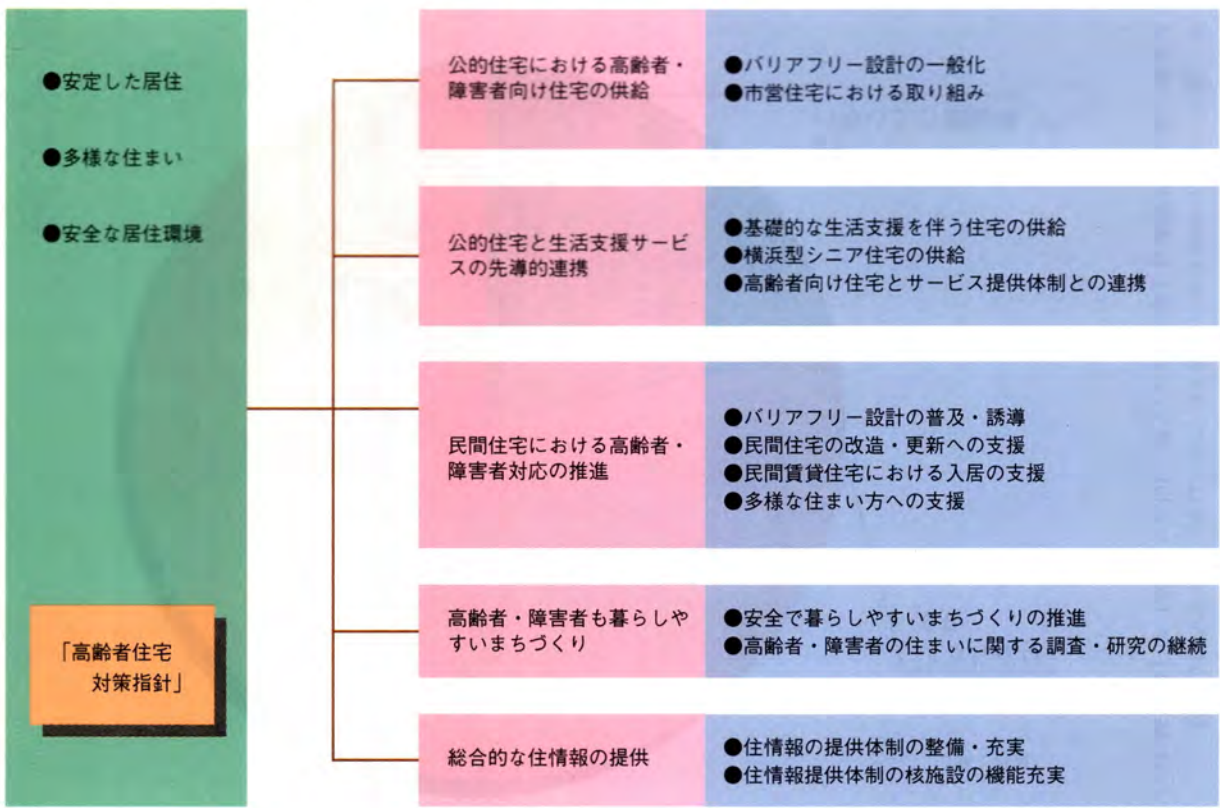 ●安定した居住
●多様な住まい
●安全な居住環境
「高齢者住宅
対策指針」
公的住宅における高齢者・
障害者向け住宅の供給
●バリアフリー設計の一般化
●市営住宅における取り組み
公的住宅と生活支援サービ
スの先導的連携
●基礎的な生活支援を伴う住宅の供給
●横浜型シニア住宅の供給
●高齢者向け住宅とサービス提供体制との連携
民間住宅における高齢者・
障害者対応の推進
●バリアフリー設計の普及・誘導
●民間住宅の改造・更新への支援
●民間賃貸住宅における入居の支援
●多様な住まい方への支援
高齢者・障害者も暮らしや
すいまちづくり
●安全で暮らしやすいまちづくりの推進
●高齢者・障害者の住まいに関する調査・研究の継続
総合的な住情報の提供
●住情報の提供体制の整備・充実
●住情報提供体制の核施設の機能充実